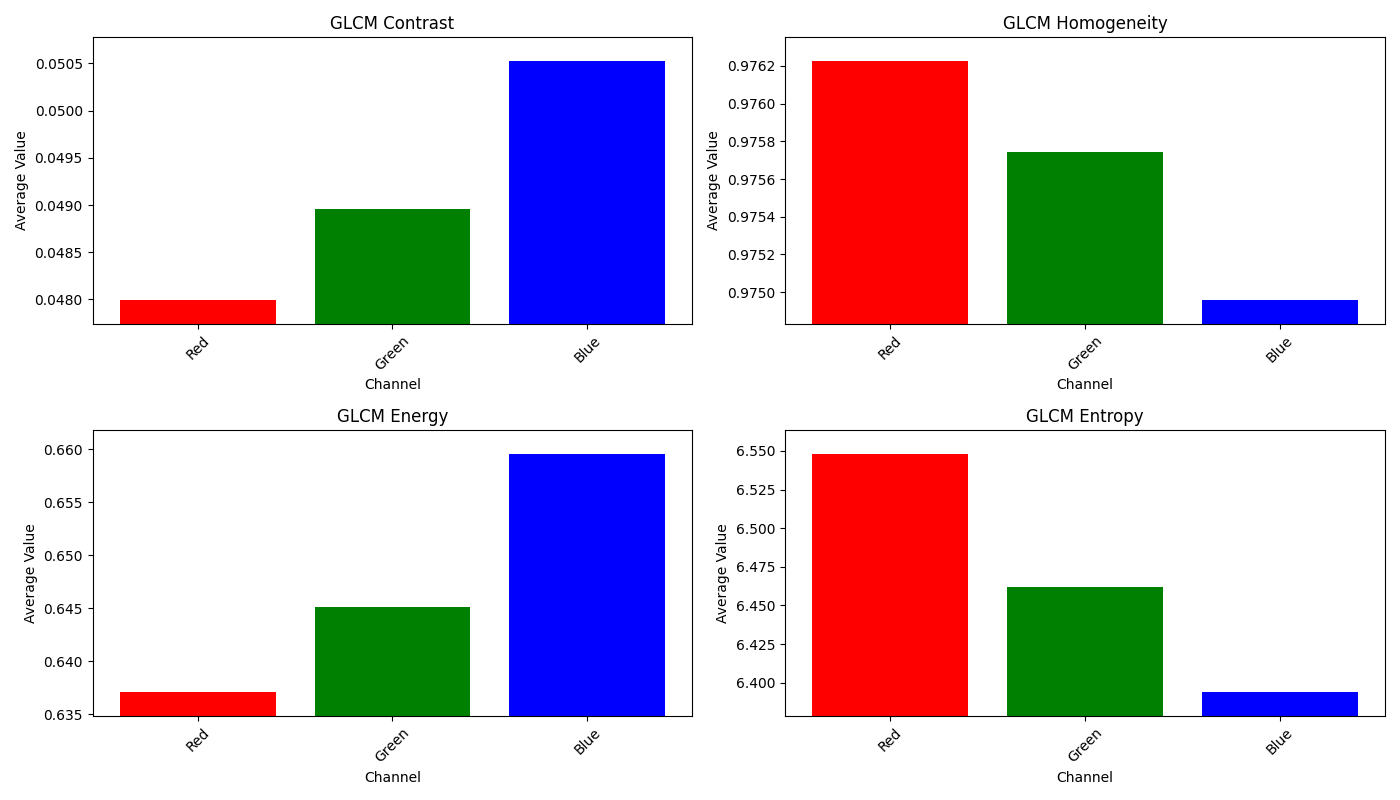 GLCM Contrast
Average Value
0.0505
0.0500
0.0495
0.0490
0.0485
0.0480
Red
Green
Blue
Channel
GLCM Homogeneity
Average Value
0.9762
0.9760
0.9758
0.9756
0.9754
0.9752
0.9750
Red
Green
Blue
Channel
GLCM Energy
Average Value
0.660
0.655
0.650
0.645
0.640
0.635
Red
Green
Blue
Channel
GLCM Entropy
Average Value
6.550
6.525
6.500
6.475
6.450
6.425
6.400
Red
Green
Blue
Channel